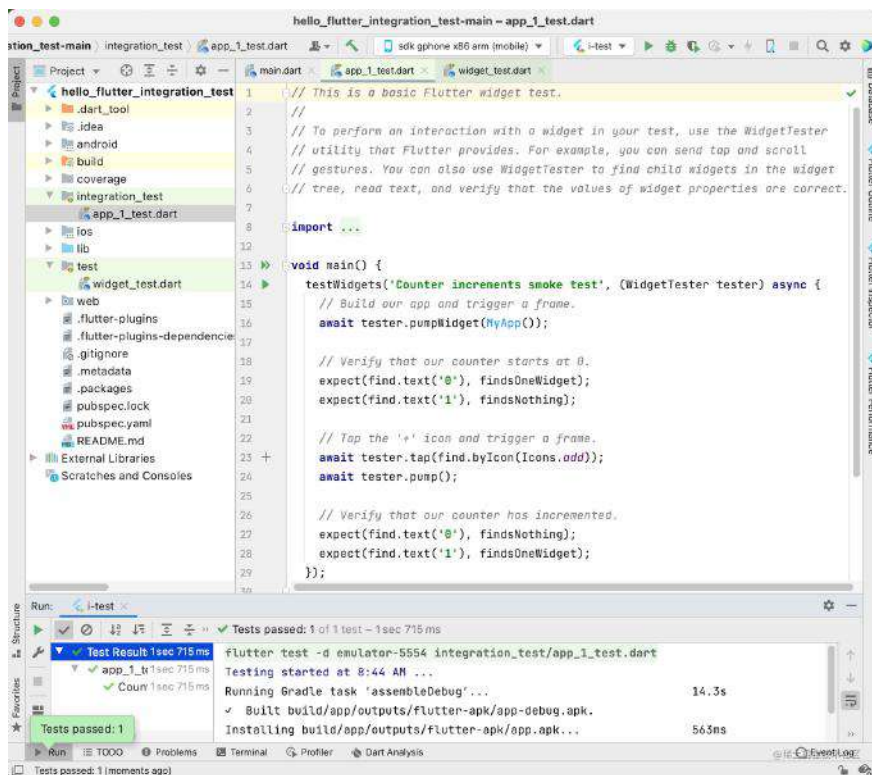 hello_flutter_integration_test-main – app_1_test.dart
ation_test-main
integration_test
app_1_test.dart
sdk gphone x86 arm (mobile)
i-test
Project
Project
main.dart
app_1_test.dart
widget_test.dart
hello_flutter_integration_test
.dart_tool
.idea
android
build
coverage
integration_test
app_1_test.dart
ios
lib
test
widget_test.dart
web
.flutter-plugins
.flutter-plugins-dependencie
.gitignore
.metadata
.packages
pubspec.lock
pubspec.yaml
README.md
External Libraries
Scratches and Consoles
1 // This is a basic Flutter widget test.
2 //
3 // To perform an interaction with a widget in your test, use the WidgetTester
4 // utility that Flutter provides. For example, you can send tap and scroll
5 // gestures. You can also use WidgetTester to find child widgets in the widget
6 // tree, read text, and verify that the values of widget properties are correct.
7
8 import ...
12
13 void main() {
14 testWidgets('Counter increments smoke test', (WidgetTester tester) async {
15 // Build our app and trigger a frame.
16 await tester.pumpWidget(MyApp());
17
18 // Verify that our counter starts at 0.
19 expect(find.text('0'), findsOneWidget);
20 expect(find.text('1'), findsNothing);
21
22 // Tap the '+' icon and trigger a frame.
23 await tester.tap(find.byIcon(Icons.add));
24 await tester.pump();
25
26 // Verify that our counter has incremented.
27 expect(find.text('0'), findsNothing);
28 expect(find.text('1'), findsOneWidget);
29 });
30
Database
Flutter Outline
Flutter Inspector
Flutter Performance
Structure
Favorites
Run:
i-test
Tests passed: 1 of 1 test – 1 sec 715 ms
Test Result 1 sec 715 ms
app_1_te 1 sec 715 ms
Coun 1 sec 715 ms
flutter test -d emulator-5554 integration_test/app_1_test.dart
Testing started at 8:44 AM ...
Running Gradle task 'assembleDebug'... 14.3s
✓ Built build/app/outputs/flutter-apk/app-debug.apk.
Installing build/app/outputs/flutter-apk/app.apk... 563ms
Tests passed: 1
Run
TODO
Problems
Terminal
Profiler
Dart Analysis
Event Log
Tests passed: 1 (moments ago)